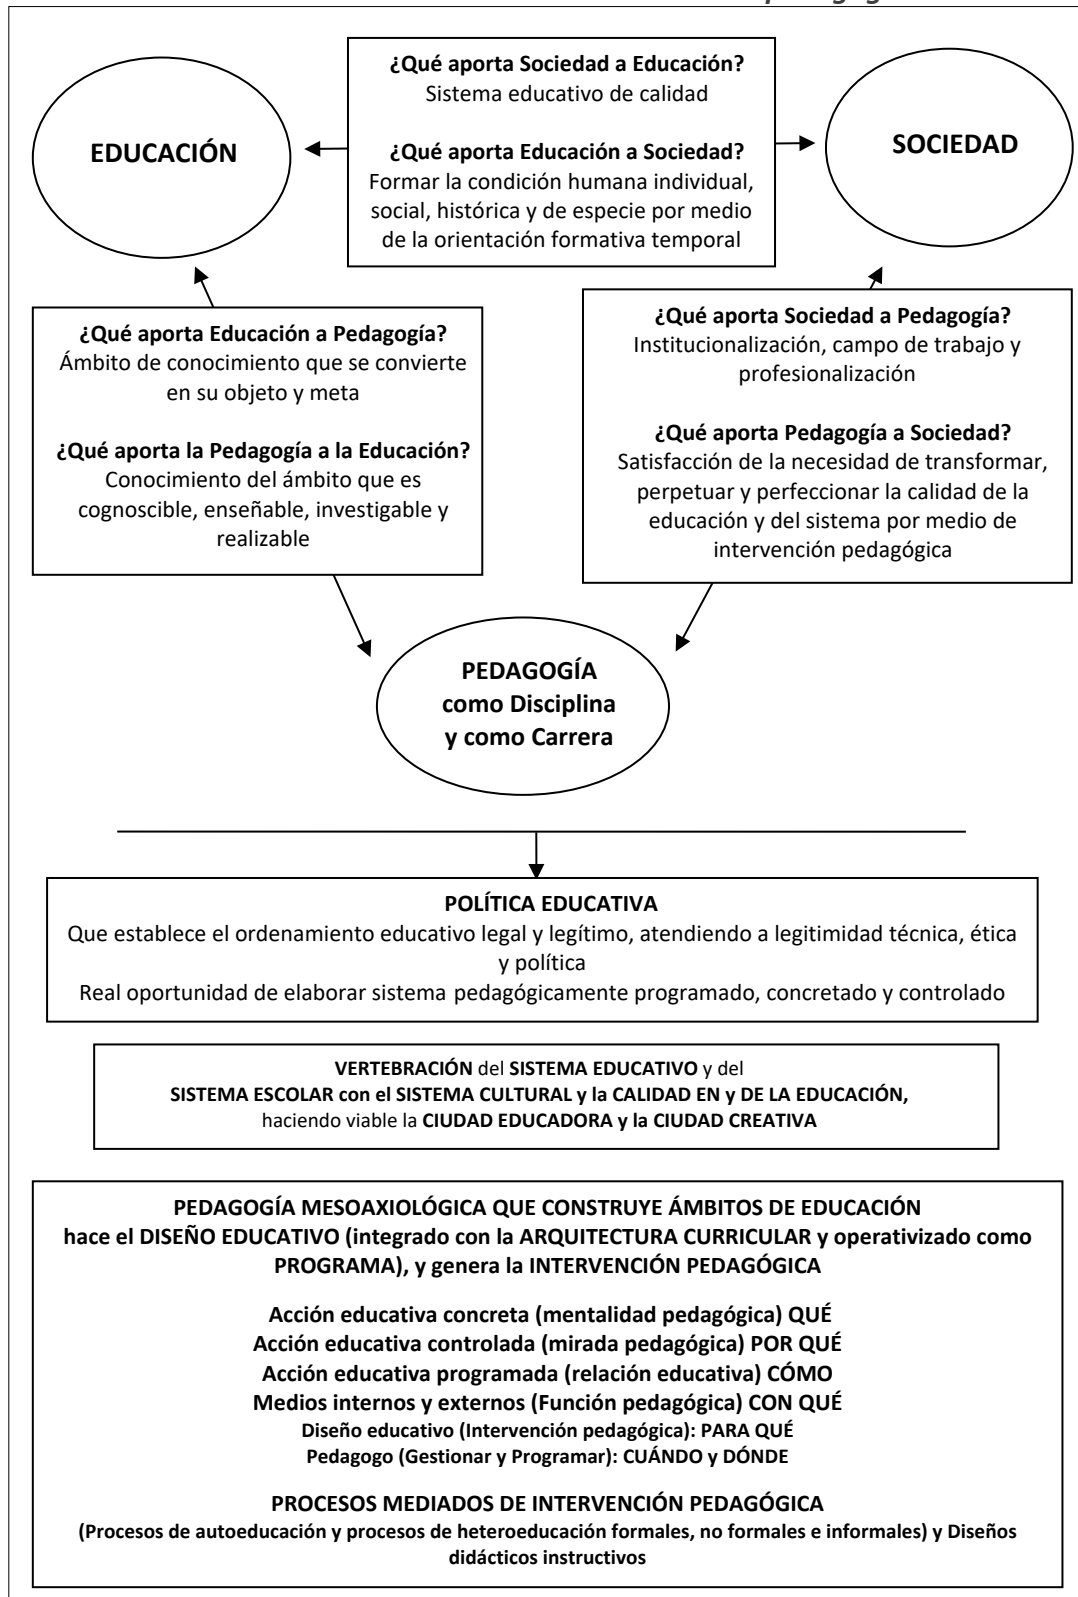 ¿Qué aporta Sociedad a Educación?
Sistema educativo de calidad
¿Qué aporta Educación a Sociedad?
Formar la condición humana individual,
social, histórica y de especie por medio
de la orientación formativa temporal
EDUCACIÓN
SOCIEDAD
¿Qué aporta Educación a Pedagogía?
Ámbito de conocimiento que se convierte
en su objeto y meta
¿Qué aporta la Pedagogía a la Educación?
Conocimiento del ámbito que es
cognoscible, enseñable, investigable y
realizable
¿Qué aporta Sociedad a Pedagogía?
Institucionalización, campo de trabajo y
profesionalización
¿Qué aporta Pedagogía a Sociedad?
Satisfacción de la necesidad de transformar,
perpetuar y perfeccionar la calidad de la
educación y del sistema por medio de
intervención pedagógica
PEDAGOGÍA
como Disciplina
y como Carrera
POLÍTICA EDUCATIVA
Que establece el ordenamiento educativo legal y legítimo, atendiendo a legitimidad técnica, ética
y política
Real oportunidad de elaborar sistema pedagógicamente programado, concretado y controlado
VERTEBRACIÓN del SISTEMA EDUCATIVO y del
SISTEMA ESCOLAR con el SISTEMA CULTURAL y la CALIDAD EN y DE LA EDUCACIÓN,
haciendo viable la CIUDAD EDUCADORA y la CIUDAD CREATIVA
PEDAGOGÍA MESOAXIOLÓGICA QUE CONSTRUYE ÁMBITOS DE EDUCACIÓN
hace el DISEÑO EDUCATIVO (integrado con la ARQUITECTURA CURRICULAR y operativizado como
PROGRAMA), y genera la INTERVENCIÓN PEDAGÓGICA
Acción educativa concreta (mentalidad pedagógica) QUÉ
Acción educativa controlada (mirada pedagógica) POR QUÉ
Acción educativa programada (relación educativa) CÓMO
Medios internos y externos (Función pedagógica) CON QUÉ
Diseño educativo (Intervención pedagógica): PARA QUÉ
Pedagogo (Gestionar y Programar): CUÁNDO y DÓNDE
PROCESOS MEDIADOS DE INTERVENCIÓN PEDAGÓGICA
(Procesos de autoeducación y procesos de heteroeducación formales, no formales e informales) y Diseños
didácticos instructivos